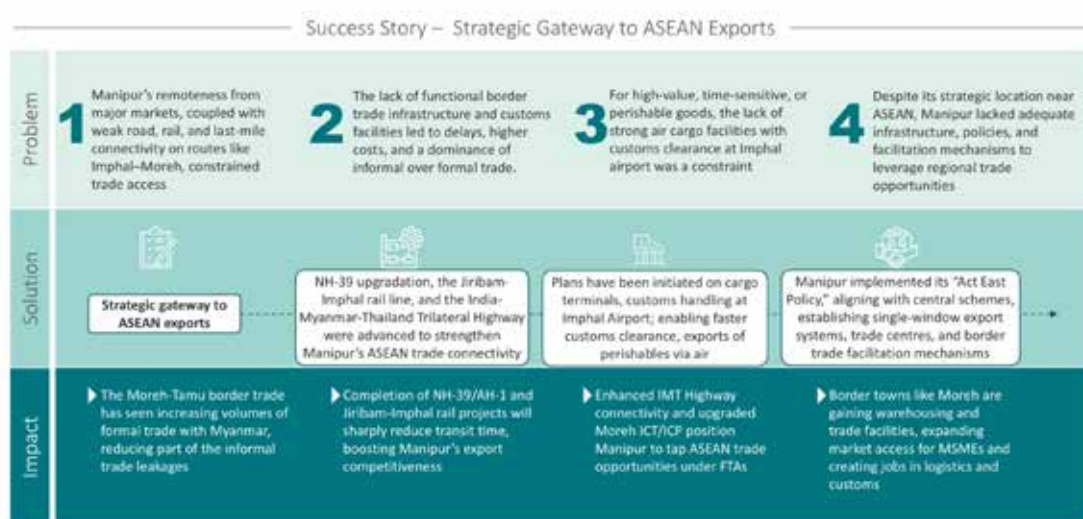 Success Story – Strategic Gateway to ASEAN Exports
Problem
1
Manipur's remoteness from
major markets, coupled with
weak road, rail, and last-mile
connectivity on routes like
Imphal–Moreh, constrained
trade access
2
The lack of functional border
trade infrastructure and customs
facilities led to delays, higher
costs, and a dominance of
informal over formal trade.
3
For high-value, time-sensitive, or
perishable goods, the lack of
strong air cargo facilities with
customs clearance at Imphal
airport was a constraint
4
Despite its strategic location near
ASEAN, Manipur lacked adequate
infrastructure, policies, and
facilitation mechanisms to
leverage regional trade
opportunities
Solution
Strategic gateway to
ASEAN exports
NH-39 upgradation, the Jiribam-
Imphal rail line, and the India-
Myanmar-Thailand Trilateral Highway
were advanced to strengthen
Manipur's ASEAN trade connectivity
Plans have been initiated on cargo
terminals, customs handling at
Imphal Airport; enabling faster
customs clearance, exports of
perishables via air
Manipur implemented its "Act East
Policy," aligning with central schemes,
establishing single-window export
systems, trade centres, and border
trade facilitation mechanisms
Impact
The Moreh-Tamu border trade
has seen increasing volumes of
formal trade with Myanmar,
reducing part of the informal
trade leakages
Completion of NH-39/AH-1 and
Jiribam-Imphal rail projects will
sharply reduce transit time,
boosting Manipur's export
competitiveness
Enhanced IMT Highway
connectivity and upgraded
Moreh ICT/ICF position
Manipur to tap ASEAN trade
opportunities under FTAs
Border towns like Moreh are
gaining warehousing and
trade facilities, expanding
market access for MSMEs and
creating jobs in logistics and
customs